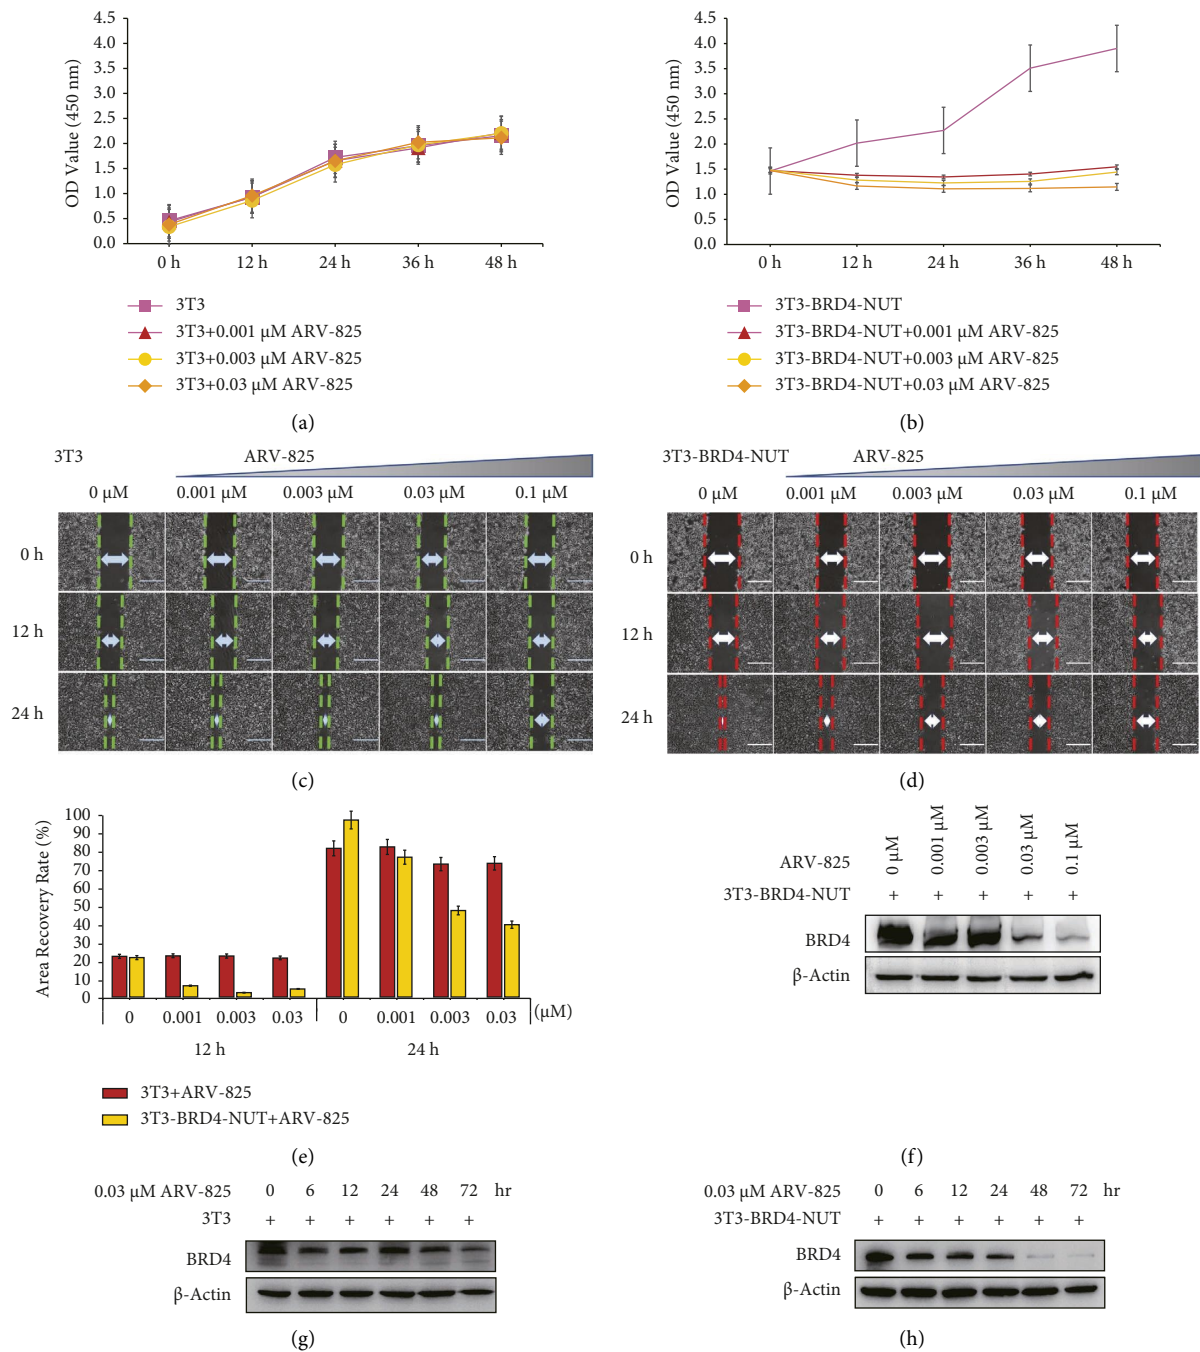 4.5
4.0
3.5
3.0
2.5
2.0
1.5
1.0
0.5
0.0
OD Value (450 nm)
0 h 12 h 24 h 36 h 48 h
3T3
3T3+0.001 μM ARV-825
3T3+0.003 μM ARV-825
3T3+0.03 μM ARV-825
(a)
4.5
4.0
3.5
3.0
2.5
2.0
1.5
1.0
0.5
0.0
OD Value (450 nm)
0 h 12 h 24 h 36 h 48 h
3T3-BRD4-NUT
3T3-BRD4-NUT+0.001 μM ARV-825
3T3-BRD4-NUT+0.003 μM ARV-825
3T3-BRD4-NUT+0.03 μM ARV-825
(b)
3T3 ARV-825
0 μM 0.001 μM 0.003 μM 0.03 μM 0.1 μM
0 h
12 h
24 h
(c)
3T3-BRD4-NUT ARV-825
0 μM 0.001 μM 0.003 μM 0.03 μM 0.1 μM
0 h
12 h
24 h
(d)
100
90
80
70
60
50
40
30
20
10
0
Area Recovery Rate (%)
0 0.001 0.003 0.03 0 0.001 0.003 0.03 (μM)
12 h 24 h
3T3+ARV-825
3T3-BRD4-NUT+ARV-825
(e)
ARV-825 0 μM 0.001 μM 0.003 μM 0.03 μM 0.1 μM
3T3-BRD4-NUT + + + + +
BRD4
β-Actin
(f)
0.03 μM ARV-825 0 6 12 24 48 72 hr
3T3 + + + + + +
BRD4
β-Actin
(g)
0.03 μM ARV-825 0 6 12 24 48 72 hr
3T3-BRD4-NUT + + + + + +
BRD4
β-Actin
(h)